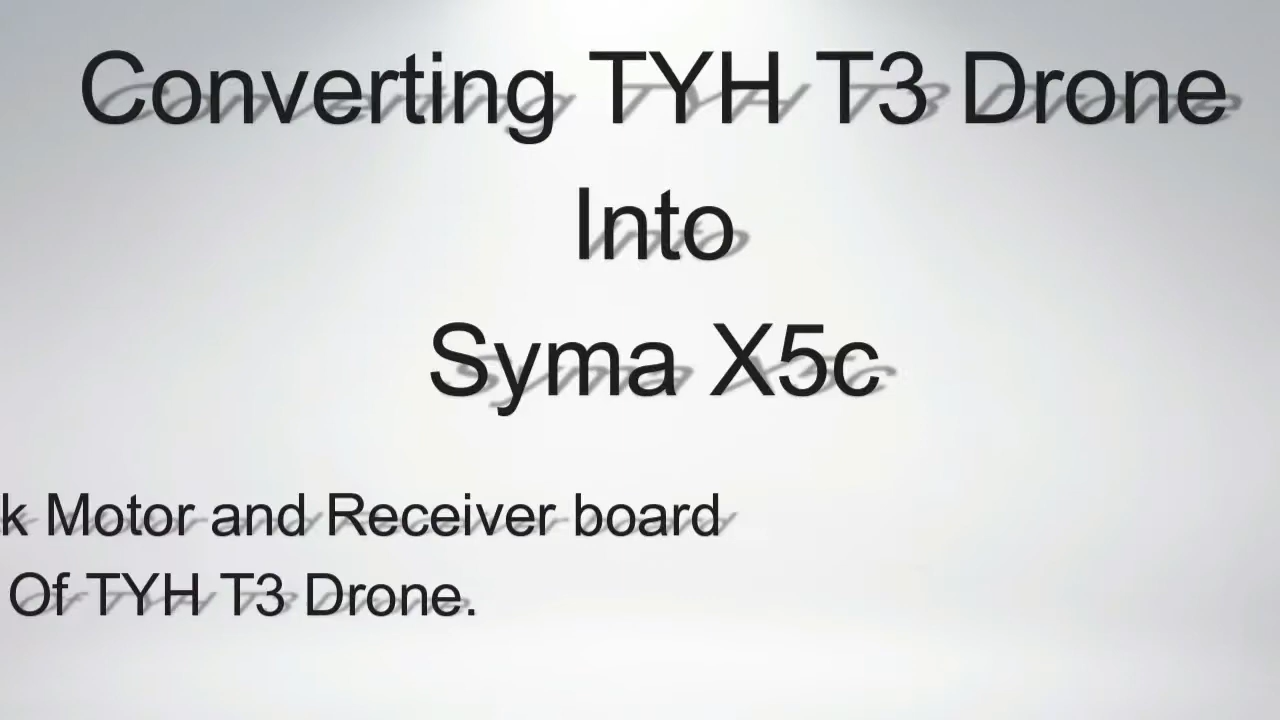 Converting TYH T3 Drone
Into
Syma X5c
k Motor and Receiver board
Of TYH T3 Drone.